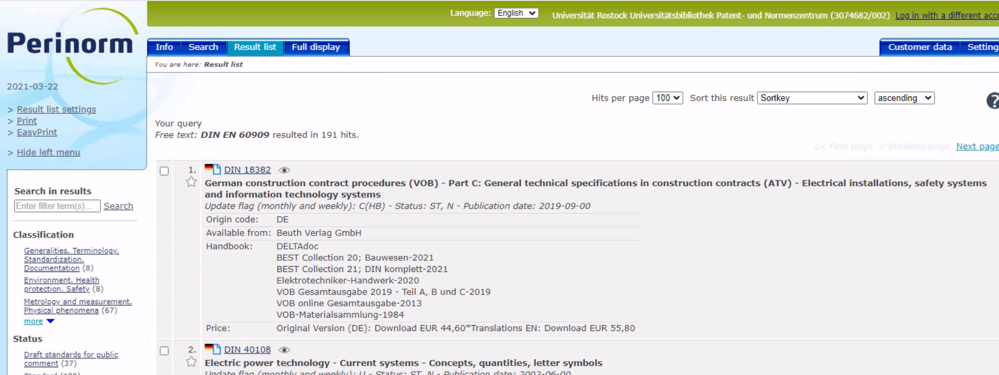 Language: English
Universität Rostock Universitätsbibliothek Patent- und Normenzentrum (3074682/002) Log in with a different acco
Perinorm
Info Search Result list Full display
Customer data Setting
You are here: Result list
2021-03-22
> Result list settings
> Print
> EasyPrint
> Hide left menu
Hits per page 100 Sort this result Sortkey ascending
?
Your query
Free text: DIN EN 60909 resulted in 191 hits.
<< First page < Previous page Next page
Search in results
Enter filter term(s)... Search
Classification
Generalities. Terminology.
Standardization.
Documentation (8)
Environment. Health
protection. Safety (8)
Metrology and measurement.
Physical phenomena (67)
more
Status
Draft standards for public
comment (37)
Standard (139)
1. DIN 18382
German construction contract procedures (VOB) - Part C: General technical specifications in construction contracts (ATV) - Electrical installations, safety systems
and information technology systems
Update flag (monthly and weekly): C(HB) - Status: ST, N - Publication date: 2019-09-00
Origin code: DE
Available from: Beuth Verlag GmbH
Handbook: DELTAdoc
BEST Collection 20; Bauwesen-2021
BEST Collection 21; DIN komplett-2021
Elektrotechniker-Handwerk-2020
VOB Gesamtausgabe 2019 - Teil A, B und C-2019
VOB online Gesamtausgabe-2013
VOB-Materialsammlung-1984
Price: Original Version (DE): Download EUR 44,60*Translations EN: Download EUR 55,80
2. DIN 40108
Electric power technology - Current systems - Concepts, quantities, letter symbols
Update flag (monthly and weekly): U - Status: ST, N - Publication date: 2003-06-00